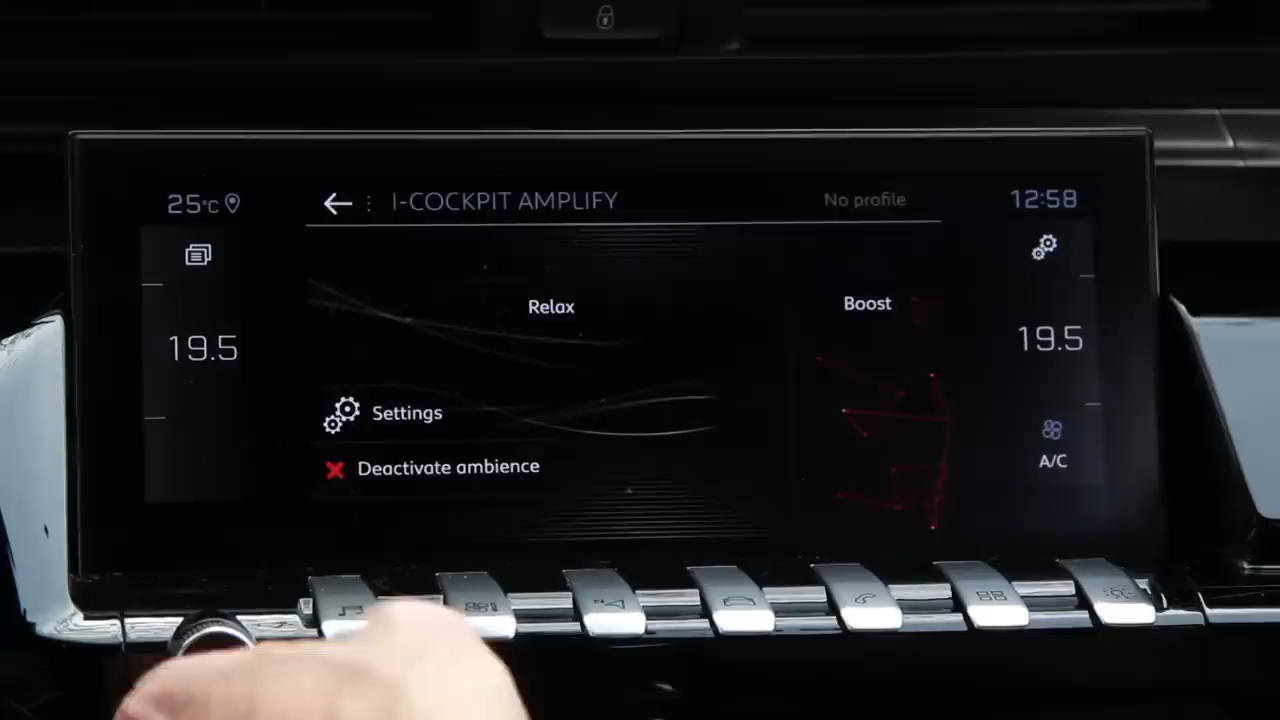 25°C
I-COCKPIT AMPLIFY
No profile
12:58
19.5
Relax
Boost
19.5
Settings
Deactivate ambience
A/C